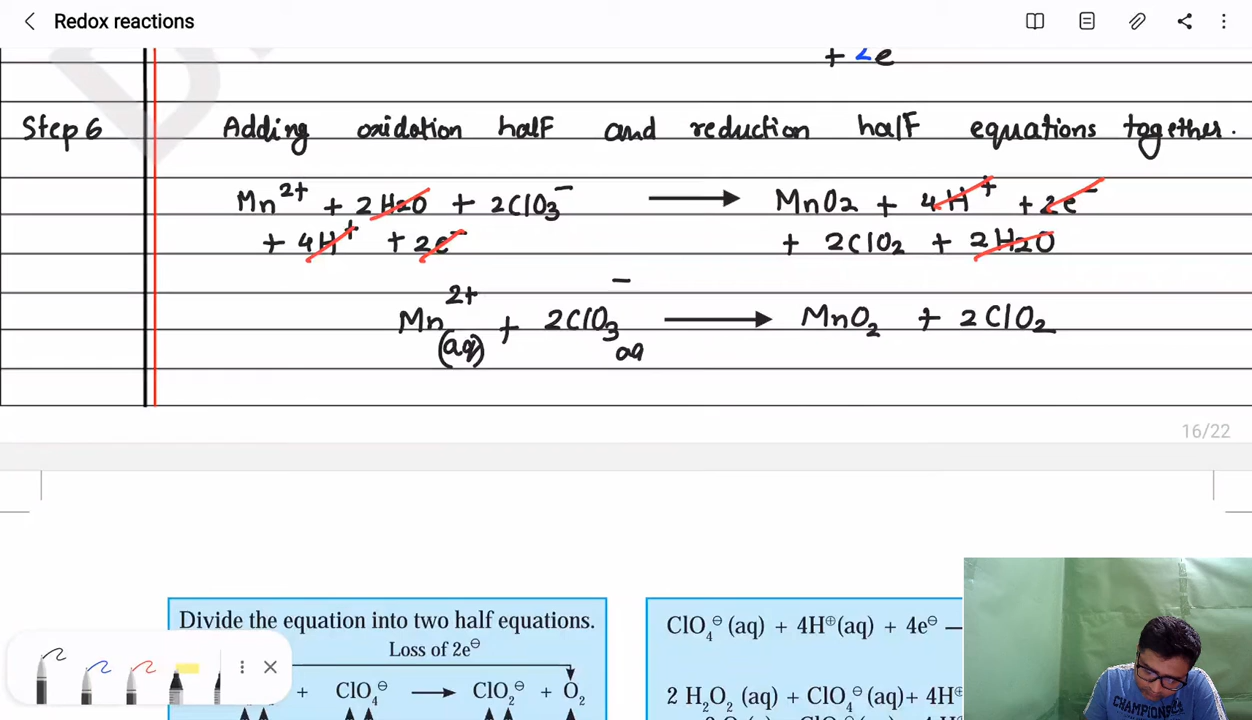 Redox reactions
+ 2e
Step 6 Adding oxidation half and reduction half equations together.
Mn²⁺ + 2H2O + 2ClO₃⁻ ⟶ MnO2 + 4H⁺ + 2e⁻
+ 4H⁺ + 2e⁻ + 2ClO₂ + 2H2O
Mn²⁺(aq) + 2ClO₃⁻ aq ⟶ MnO₂ + 2ClO₂
16/22
Divide the equation into two half equations.
Loss of 2e⊖
+ ClO₄⊖ ⟶ ClO₂⊖ + O₂
ClO₄⊖ (aq) + 4H⊕(aq) + 4e⊖ —
2 H₂O₂ (aq) + ClO₄⊖(aq)+ 4H⊕
CHAMPIONS